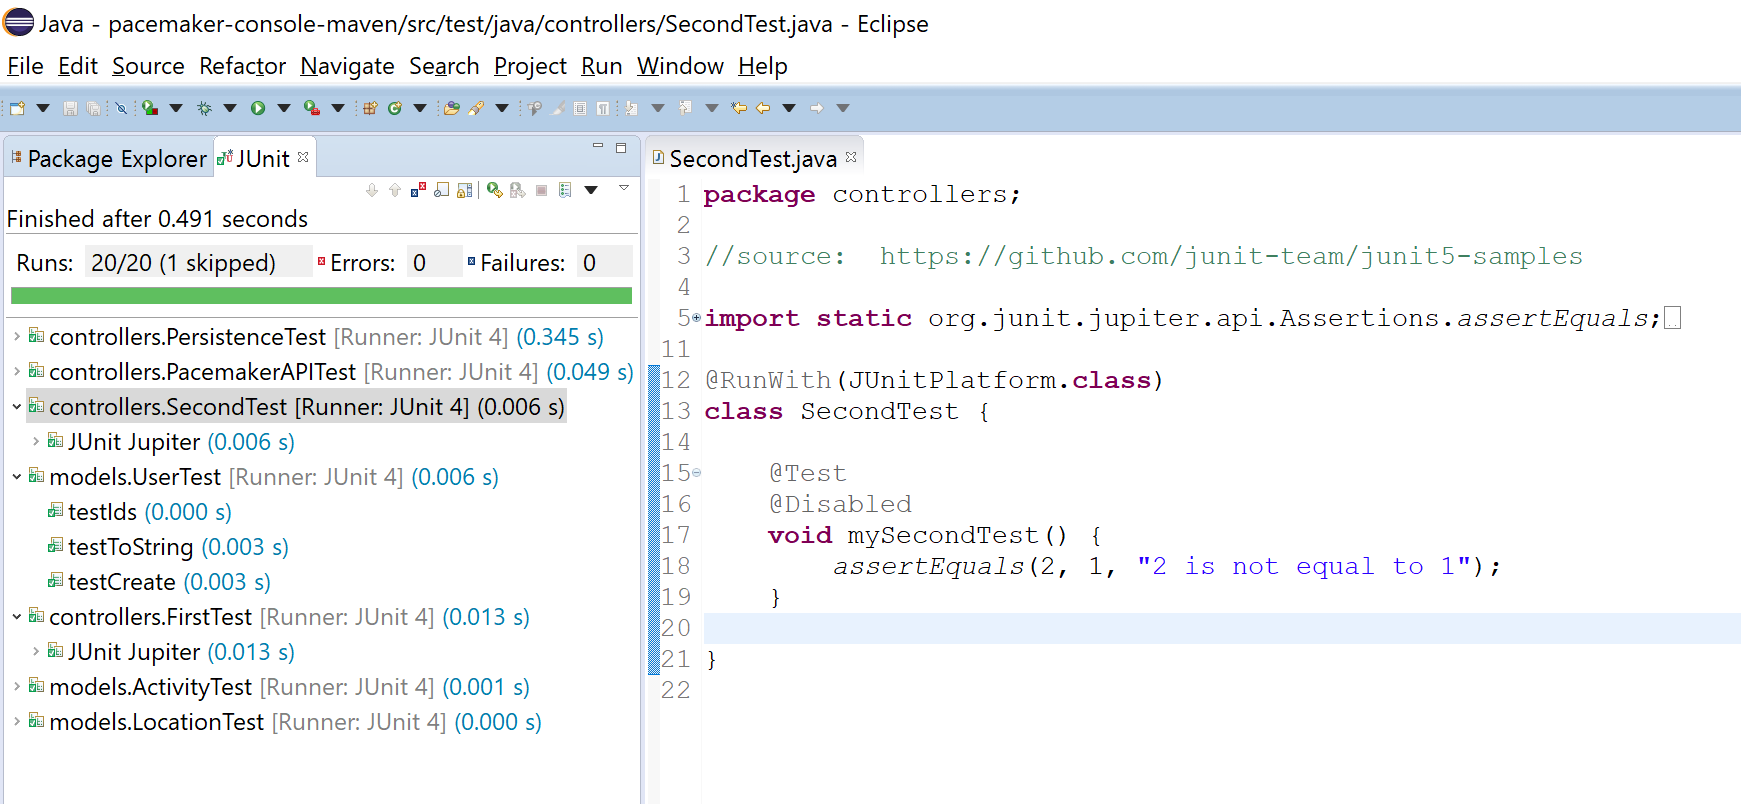 Java - pacemaker-console-maven/src/test/java/controllers/SecondTest.java - Eclipse
File Edit Source Refactor Navigate Search Project Run Window Help
Package Explorer JUnit
Finished after 0.491 seconds
Runs: 20/20 (1 skipped) Errors: 0 Failures: 0
controllers.PersistenceTest [Runner: JUnit 4] (0.345 s)
controllers.PacemakerAPITest [Runner: JUnit 4] (0.049 s)
controllers.SecondTest [Runner: JUnit 4] (0.006 s)
JUnit Jupiter (0.006 s)
models.UserTest [Runner: JUnit 4] (0.006 s)
testIds (0.000 s)
testToString (0.003 s)
testCreate (0.003 s)
controllers.FirstTest [Runner: JUnit 4] (0.013 s)
JUnit Jupiter (0.013 s)
models.ActivityTest [Runner: JUnit 4] (0.001 s)
models.LocationTest [Runner: JUnit 4] (0.000 s)
SecondTest.java
1 package controllers;
2
3 //source:  https://github.com/junit-team/junit5-samples
4
5 import static org.junit.jupiter.api.Assertions.assertEquals;
11
12 @RunWith(JUnitPlatform.class)
13 class SecondTest {
14
15     @Test
16     @Disabled
17     void mySecondTest() {
18         assertEquals(2, 1, "2 is not equal to 1");
19     }
20
21 }
22